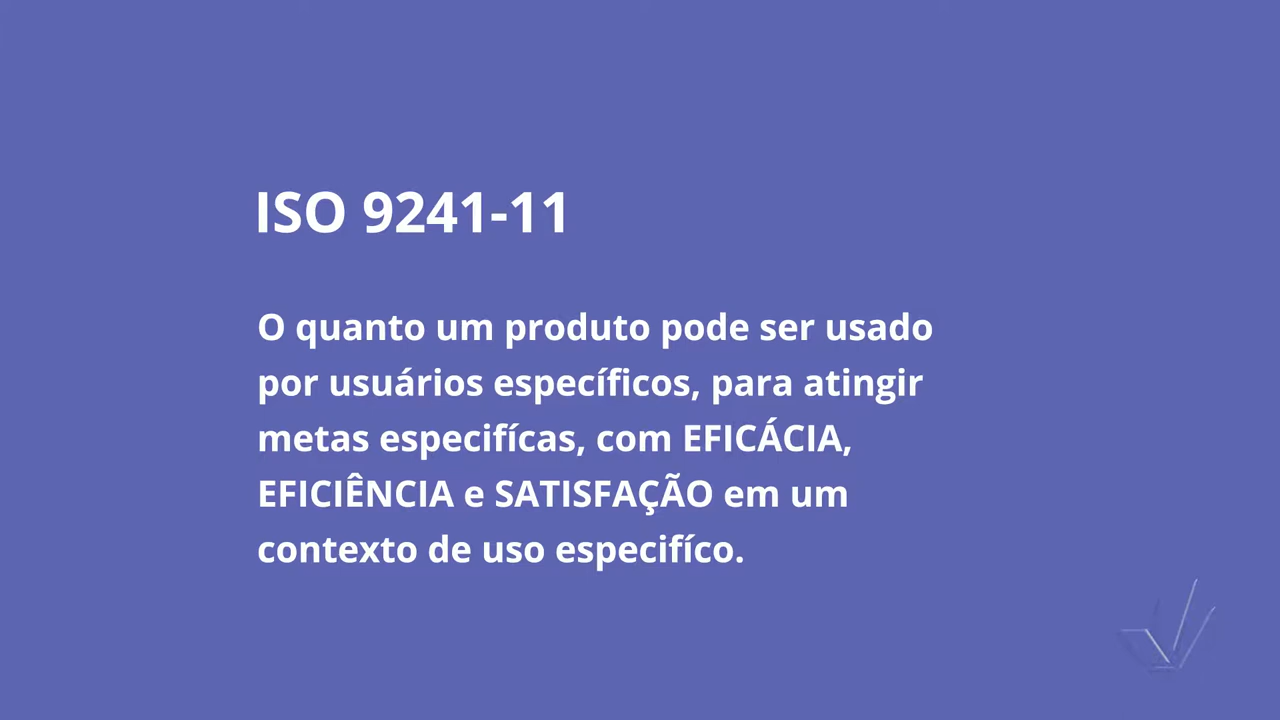 ISO 9241-11
O quanto um produto pode ser usado
por usuários específicos, para atingir
metas especifícas, com EFICÁCIA,
EFICIÊNCIA e SATISFAÇÃO em um
contexto de uso especifíco.